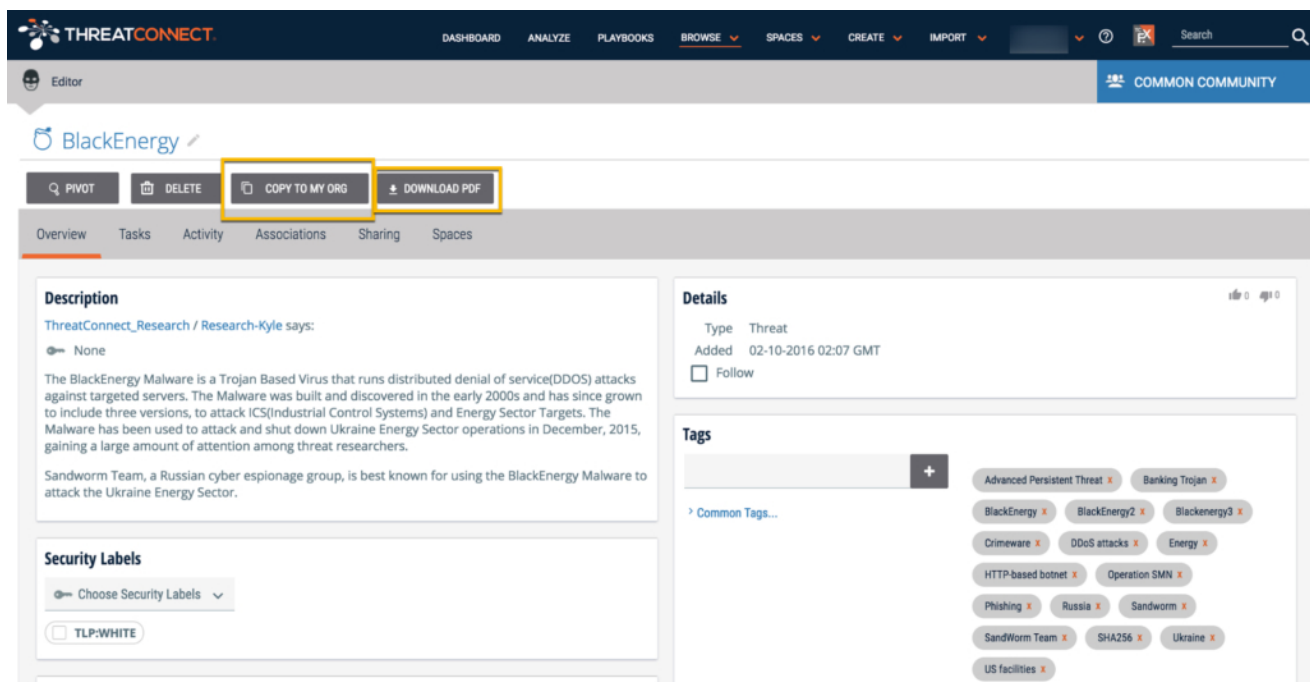 THREATCONNECT.
DASHBOARD ANALYZE PLAYBOOKS BROWSE SPACES CREATE IMPORT Search
Editor
COMMON COMMUNITY
BlackEnergy
PIVOT DELETE COPY TO MY ORG DOWNLOAD PDF
Overview Tasks Activity Associations Sharing Spaces
Description
ThreatConnect_Research / Research-Kyle says:
None
The BlackEnergy Malware is a Trojan Based Virus that runs distributed denial of service(DDOS) attacks
against targeted servers. The Malware was built and discovered in the early 2000s and has since grown
to include three versions, to attack ICS(Industrial Control Systems) and Energy Sector Targets. The
Malware has been used to attack and shut down Ukraine Energy Sector operations in December, 2015,
gaining a large amount of attention among threat researchers.
Sandworm Team, a Russian cyber espionage group, is best known for using the BlackEnergy Malware to
attack the Ukraine Energy Sector.
Security Labels
Choose Security Labels
TLP:WHITE
Details
0 0
Type Threat
Added 02-10-2016 02:07 GMT
Follow
Tags
+
> Common Tags...
Advanced Persistent Threat x Banking Trojan x
BlackEnergy x BlackEnergy2 x Blackenergy3 x
Crimeware x DDoS attacks x Energy x
HTTP-based botnet x Operation SMN x
Phishing x Russia x Sandworm x
SandWorm Team x SHA256 x Ukraine x
US facilities x